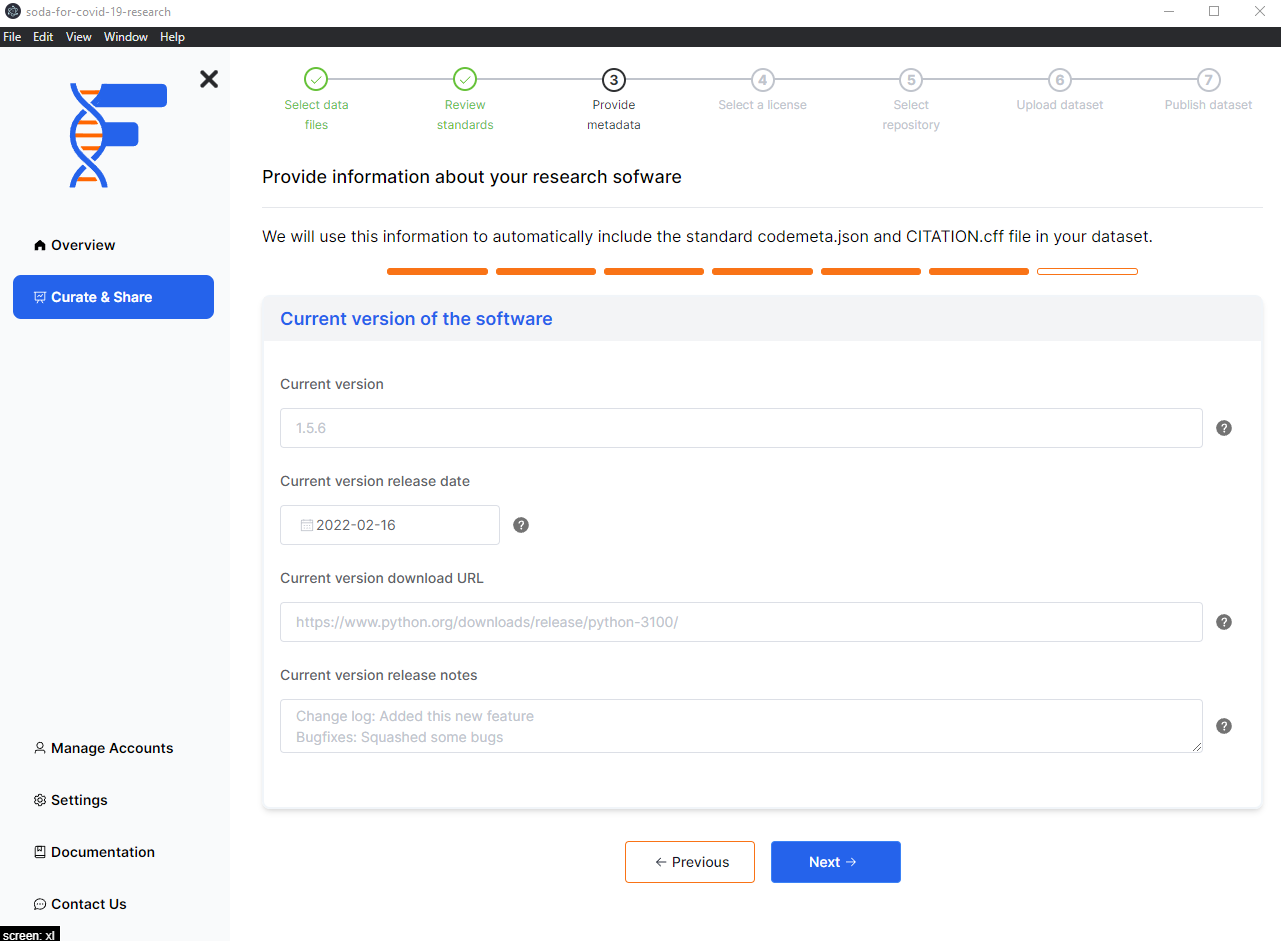 soda-for-covid-19-research
File Edit View Window Help
3 4 5 6 7
Select data files
Review standards
Provide metadata
Select a license
Select repository
Upload dataset
Publish dataset
Provide information about your research sofware
We will use this information to automatically include the standard codemeta.json and CITATION.cff file in your dataset.
Overview
Curate & Share
Current version of the software
Current version
1.5.6
?
Current version release date
2022-02-16
?
Current version download URL
https://www.python.org/downloads/release/python-3100/
?
Current version release notes
Change log: Added this new feature
Bugfixes: Squashed some bugs
?
Manage Accounts
Settings
Documentation
Contact Us
← Previous
Next →
screen: xl